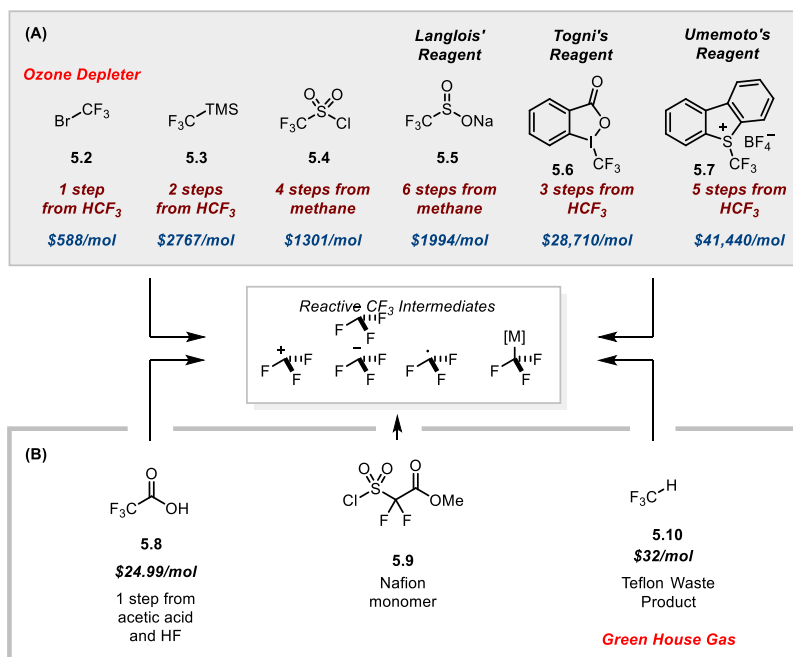 (A)
Langlois' Reagent
Togni's Reagent
Umemoto's Reagent
Ozone Depleter
Br CF3
F3C TMS
O O S F3C Cl
O S F3C ONa
O O I CF3
S + BF4− CF3
5.2
5.3
5.4
5.5
5.6
5.7
1 step from HCF3
2 steps from HCF3
4 steps from methane
6 steps from methane
3 steps from HCF3
5 steps from HCF3
$588/mol
$2767/mol
$1301/mol
$1994/mol
$28,710/mol
$41,440/mol
Reactive CF3 Intermediates
− F F F
+ F F F
− F F F
· F F F
[M] F F F
(B)
O F3C OH
O O S Cl O OMe F F
F3C H
5.8
$24.99/mol
1 step from
acetic acid
and HF
5.9
Nafion
monomer
5.10
$32/mol
Teflon Waste
Product
Green House Gas